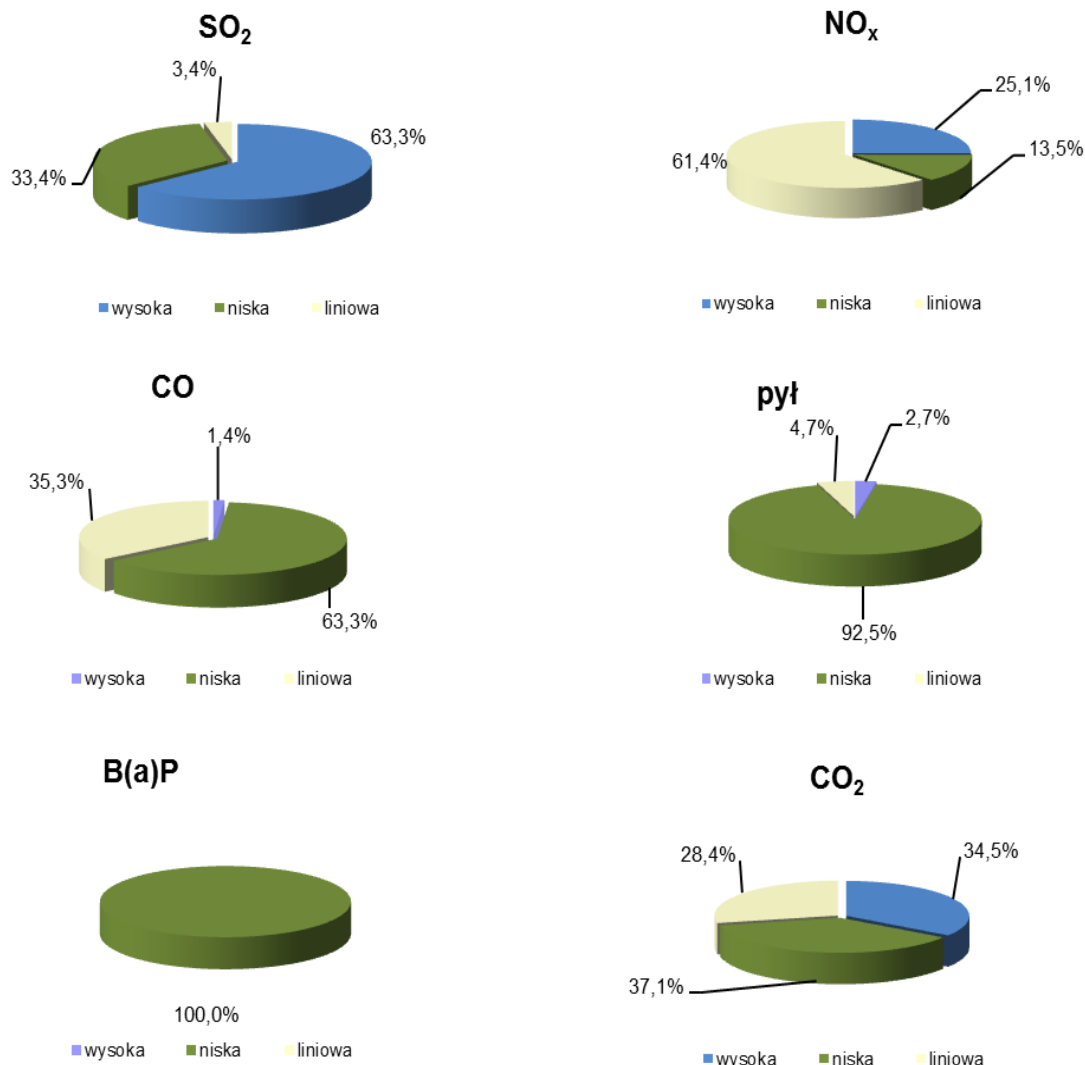 SO₂
3,4%
63,3%
33,4%
wysoka niska liniowa
NOₓ
25,1%
13,5%
61,4%
wysoka niska liniowa
CO
1,4%
35,3%
63,3%
wysoka niska liniowa
pył
4,7%
2,7%
92,5%
wysoka niska liniowa
B(a)P
100,0%
wysoka niska liniowa
CO₂
28,4%
34,5%
37,1%
wysoka niska liniowa